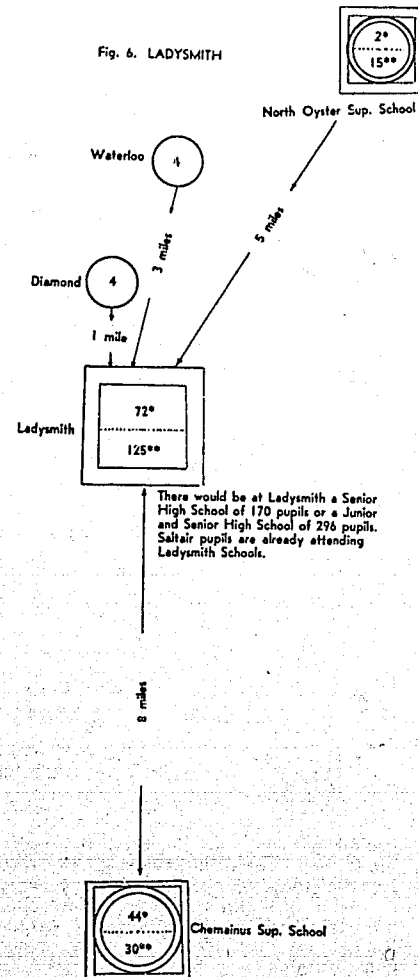 Fig. 6. LADYSMITH
2*
15**
North Oyster Sup. School
Waterloo
4
5 miles
3 miles
Diamond
4
1 mile
Ladysmith
72*
125**
There would be at Ladysmith a Senior
High School of 170 pupils or a Junior
and Senior High School of 296 pupils.
Saltair pupils are already attending
Ladysmith Schools.
8 miles
44*
30**
Chemainus Sup. School